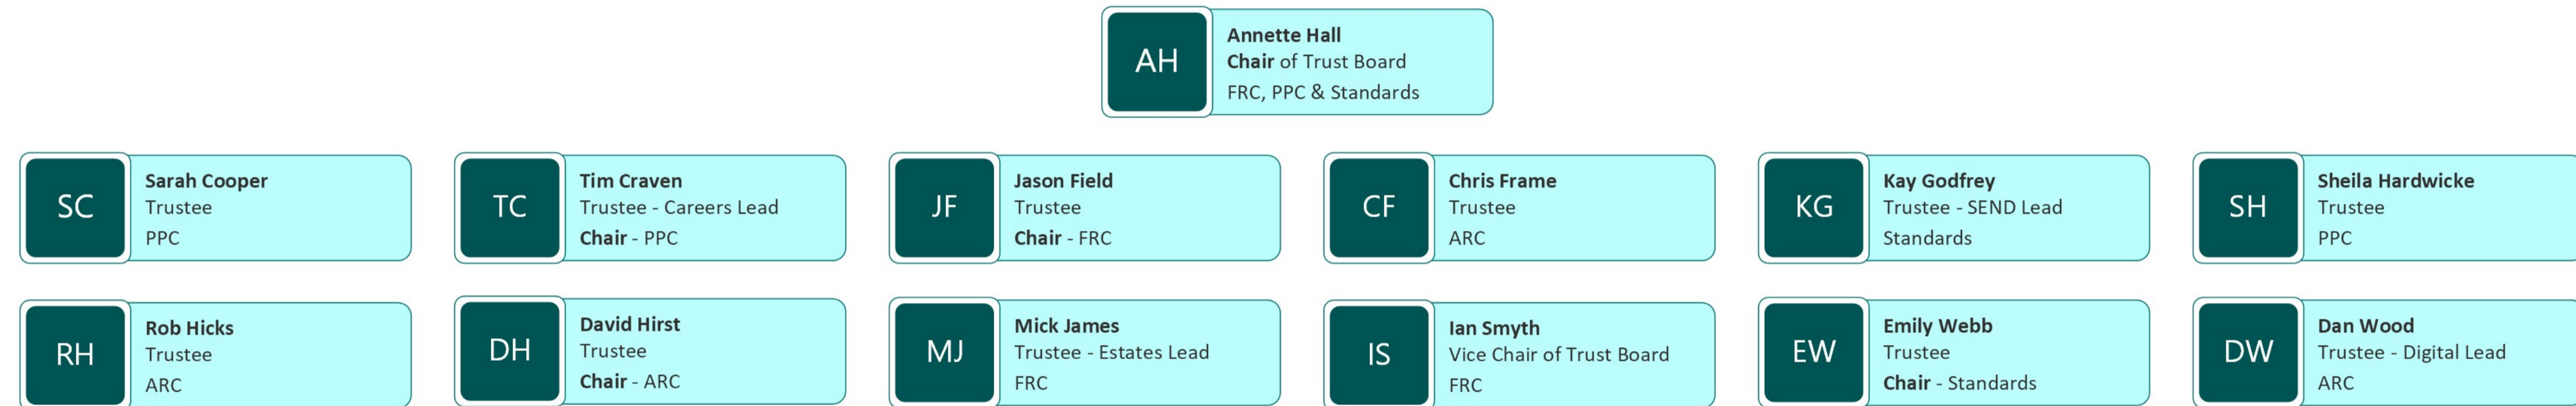 AH
Annette Hall
Chair of Trust Board
FRC, PPC & Standards
SC
Sarah Cooper
Trustee
PPC
TC
Tim Craven
Trustee - Careers Lead
Chair - PPC
JF
Jason Field
Trustee
Chair - FRC
CF
Chris Frame
Trustee
ARC
KG
Kay Godfrey
Trustee - SEND Lead
Standards
SH
Sheila Hardwicke
Trustee
PPC
RH
Rob Hicks
Trustee
ARC
DH
David Hirst
Trustee
Chair - ARC
MJ
Mick James
Trustee - Estates Lead
FRC
IS
Ian Smyth
Vice Chair of Trust Board
FRC
EW
Emily Webb
Trustee
Chair - Standards
DW
Dan Wood
Trustee - Digital Lead
ARC